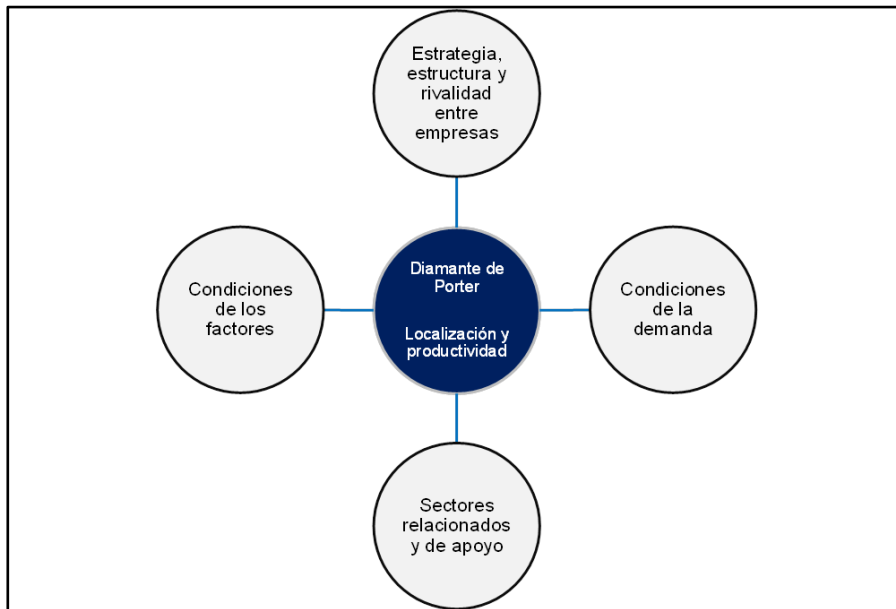 Estrategia,
estructura y
rivalidad
entre
empresas
Condiciones
de los
factores
Diamante de
Porter
Localización y
productividad
Condiciones
de la
demanda
Sectores
relacionados
y de apoyo